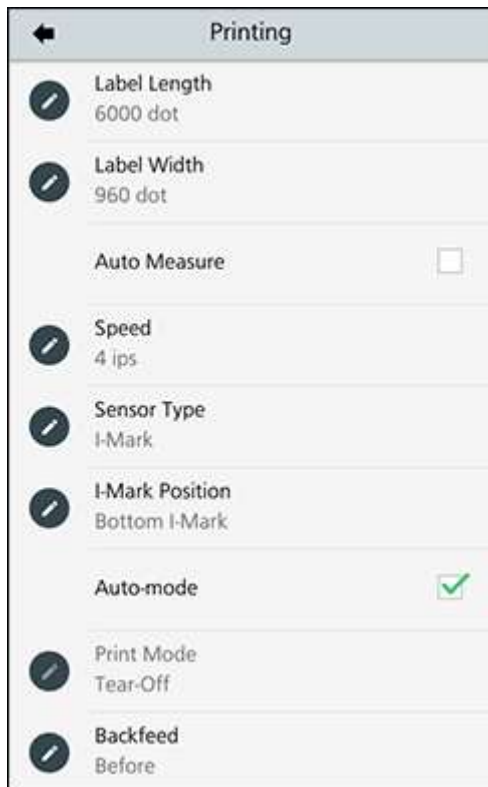 Printing
Label Length
6000 dot
Label Width
960 dot
Auto Measure
Speed
4 ips
Sensor Type
I-Mark
I-Mark Position
Bottom I-Mark
Auto-mode
Print Mode
Tear-Off
Backfeed
Before